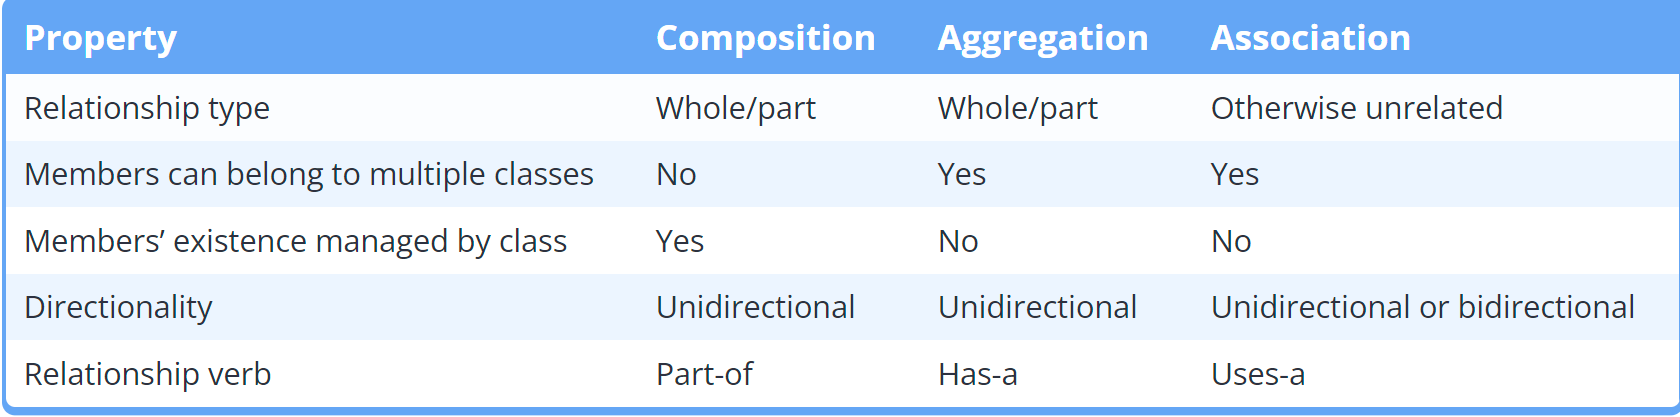 Property Composition Aggregation Association
Relationship type Whole/part Whole/part Otherwise unrelated
Members can belong to multiple classes No Yes Yes
Members’ existence managed by class Yes No No
Directionality Unidirectional Unidirectional Unidirectional or bidirectional
Relationship verb Part-of Has-a Uses-a